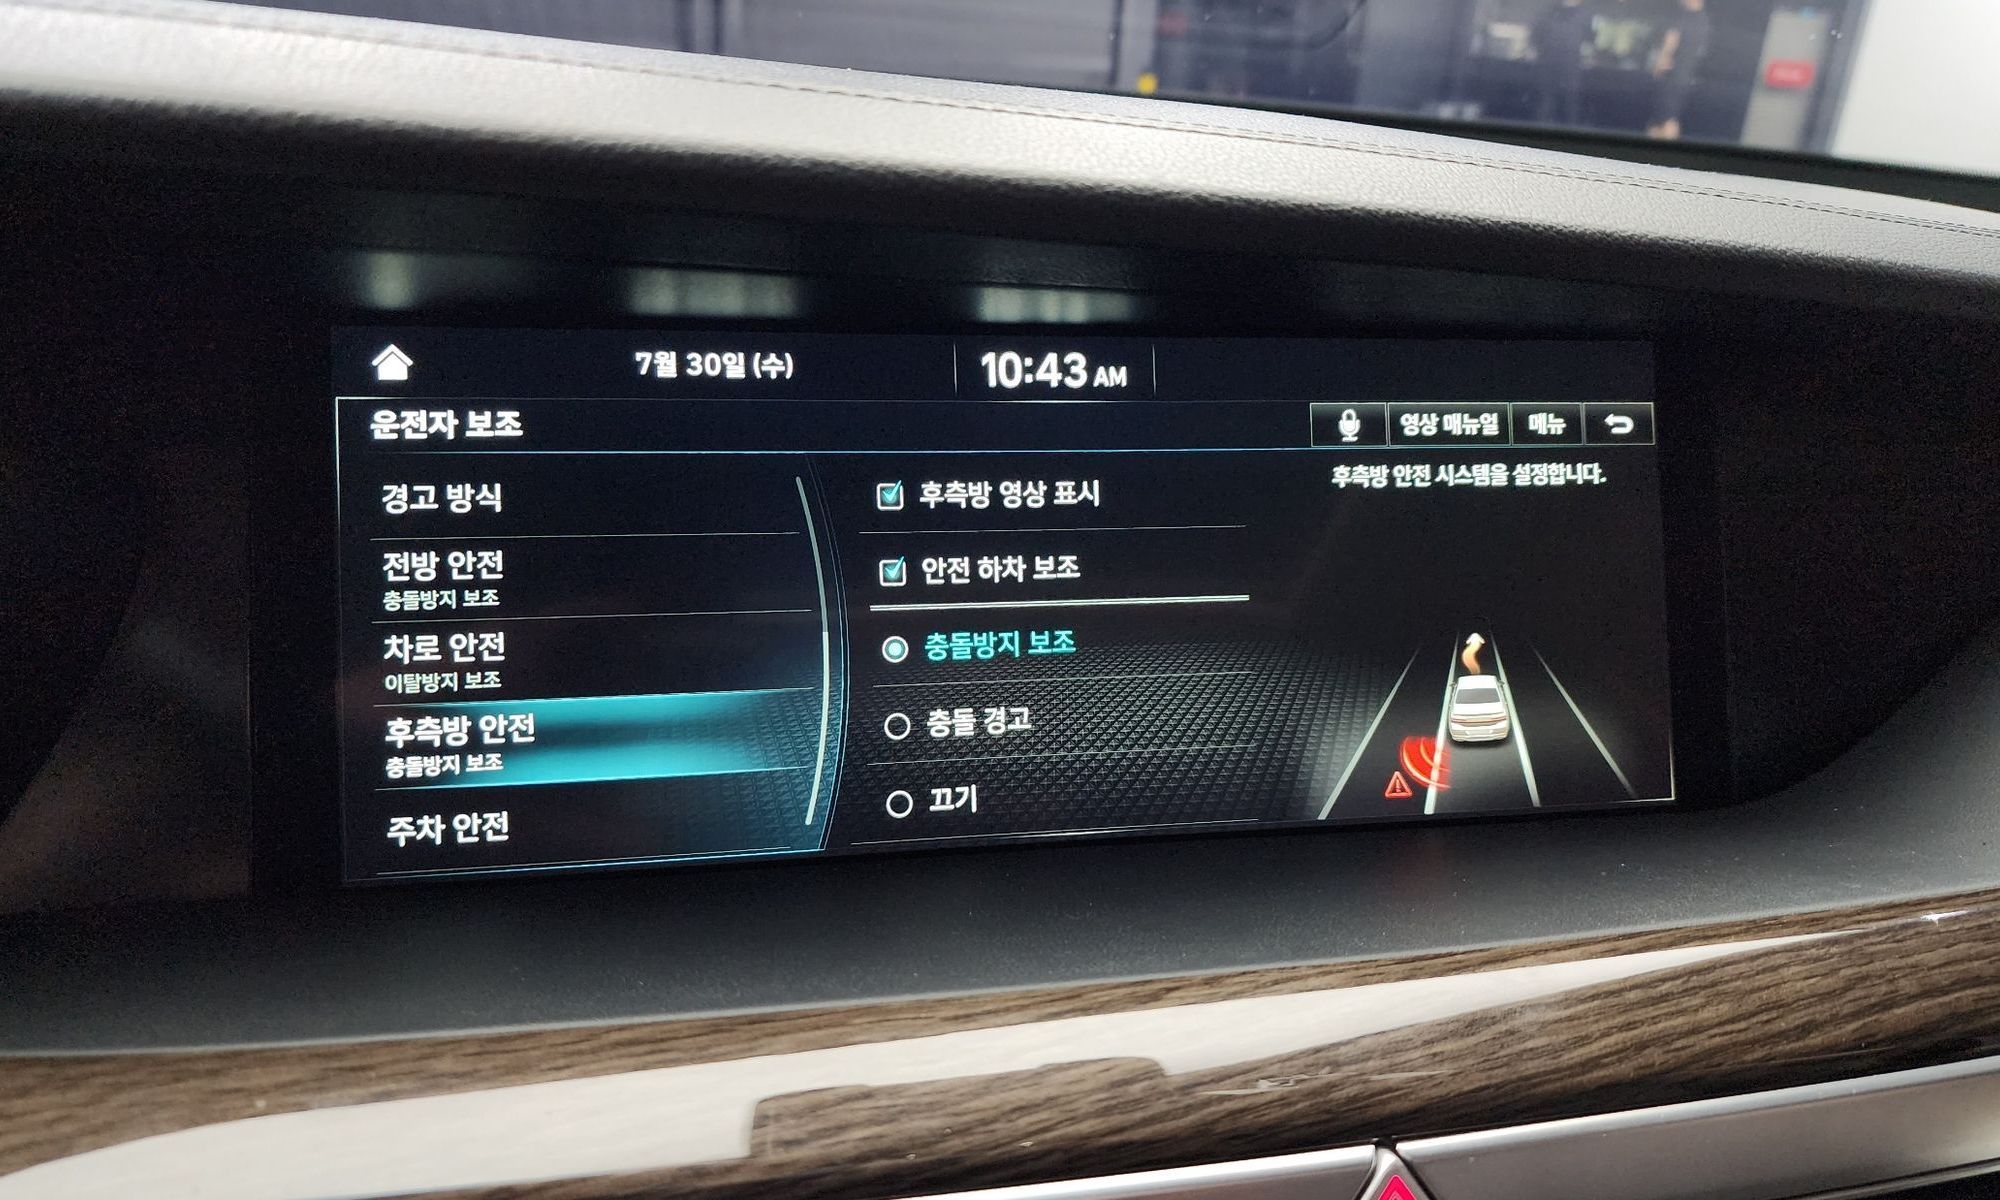 7월 30일 (수)
10:43 AM
운전자 보조
영상 매뉴얼
메뉴
경고 방식
전방 안전
충돌방지 보조
차로 안전
이탈방지 보조
후측방 안전
충돌방지 보조
주차 안전
후측방 영상 표시
안전 하차 보조
충돌방지 보조
충돌 경고
끄기
후측방 안전 시스템을 설정합니다.